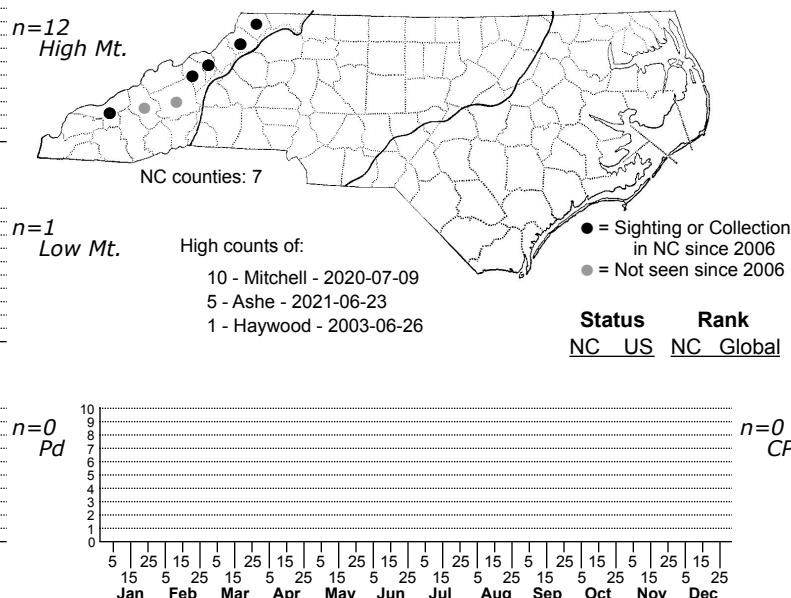 n=12
High Mt.
NC counties: 7
n=1
Low Mt.
High counts of:
10 - Mitchell - 2020-07-09
5 - Ashe - 2021-06-23
1 - Haywood - 2003-06-26
= Sighting or Collection
in NC since 2006
= Not seen since 2006
Status Rank
NC US NC Global
n=0
Pd
10
9
8
7
6
5
4
3
2
1
0
n=0
CP
5 25 15 5 25 15 5 25 15 5 25 15 5 25 15 5 25 15
15 5 25 15 5 25 15 5 25 15 5 25 15 5 25 15 5 25
Jan Feb Mar Apr May Jun Jul Aug Sep Oct Nov Dec